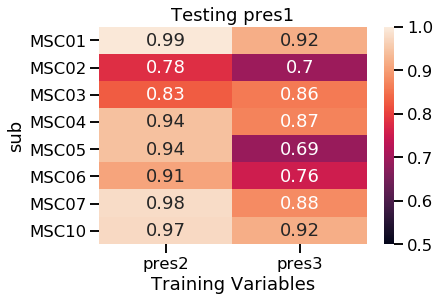 Testing pres1
sub
MSC01 0.99 0.92
MSC02 0.78 0.7
MSC03 0.83 0.86
MSC04 0.94 0.87
MSC05 0.94 0.69
MSC06 0.91 0.76
MSC07 0.98 0.88
MSC10 0.97 0.92
pres2 pres3
Training Variables
1.0
0.9
0.8
0.7
0.6
0.5